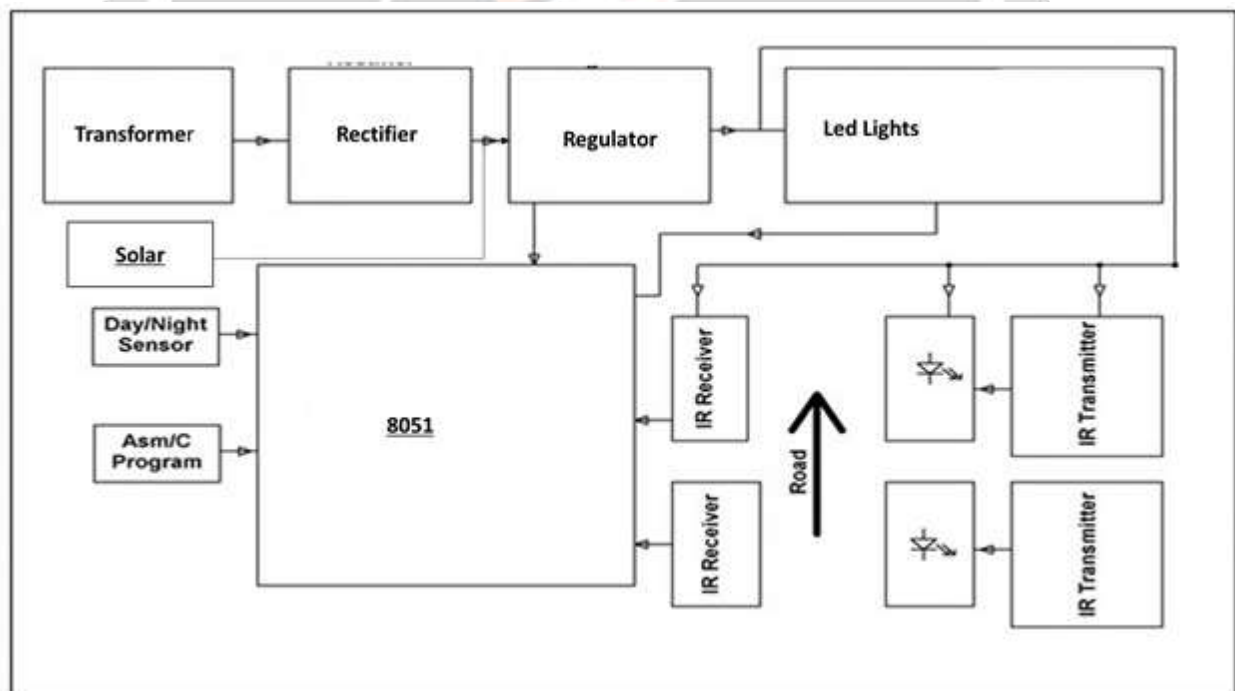 Transformer
Rectifier
Regulator
Led Lights
Solar
Day/Night
Sensor
Asm/C
Program
8051
IR Receiver
IR Receiver
Road
IR Transmitter
IR Transmitter